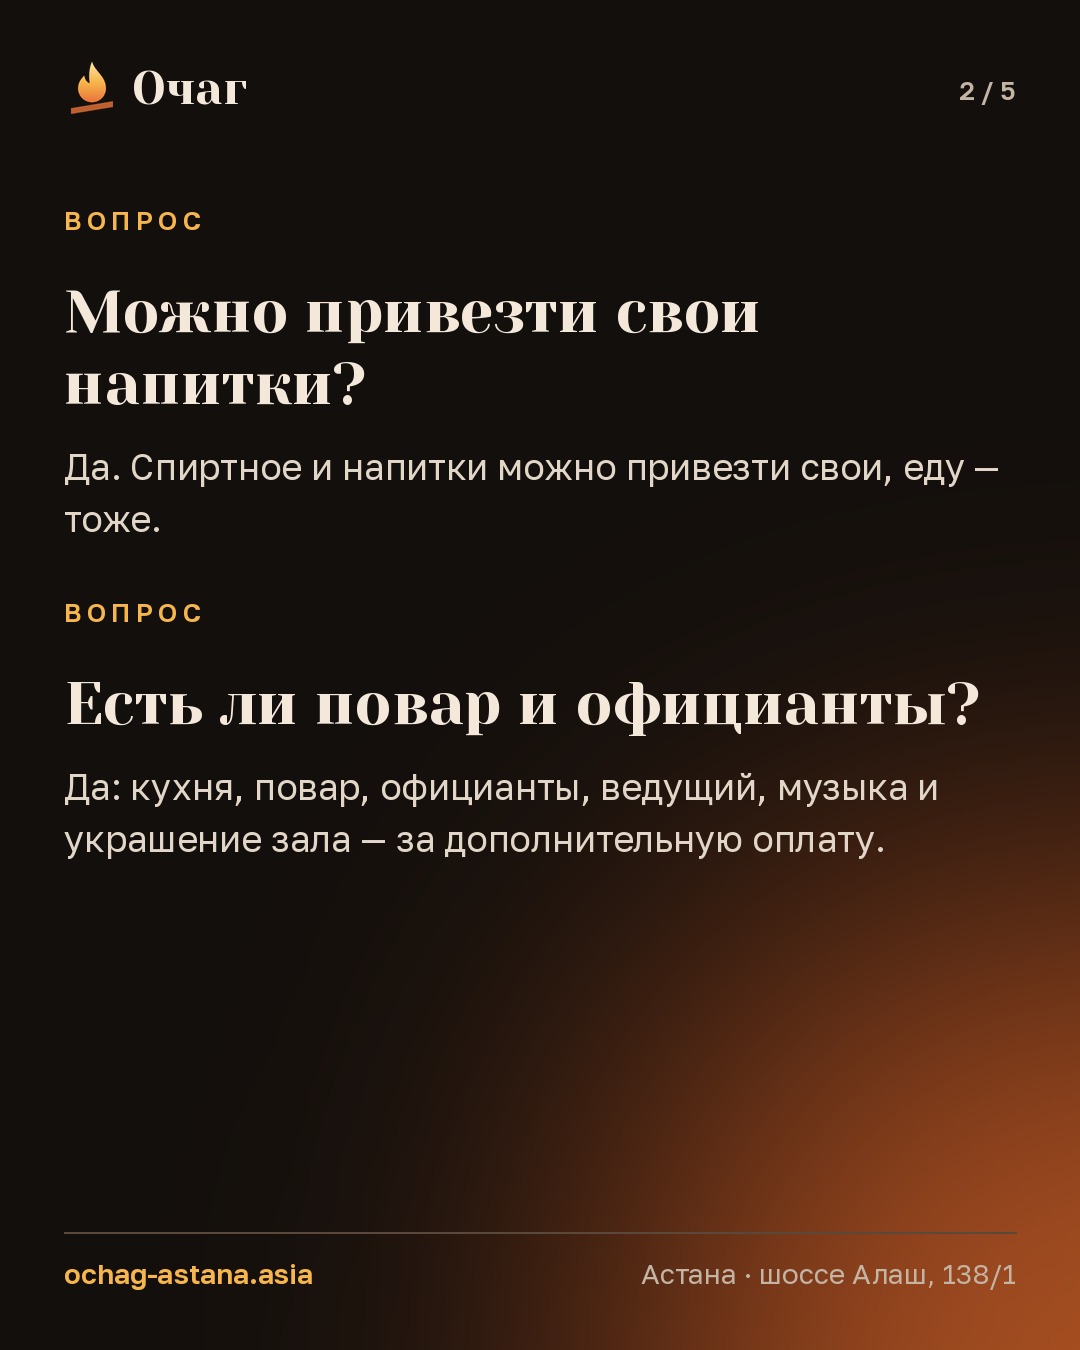 Очаг
2 / 5
ВОПРОС
Можно привезти свои
напитки?
Да. Спиртное и напитки можно привезти свои, еду —
тоже.
ВОПРОС
Есть ли повар и официанты?
Да: кухня, повар, официанты, ведущий, музыка и
украшение зала — за дополнительную оплату.
ochag-astana.asia
Астана · шоссе Алаш, 138/1